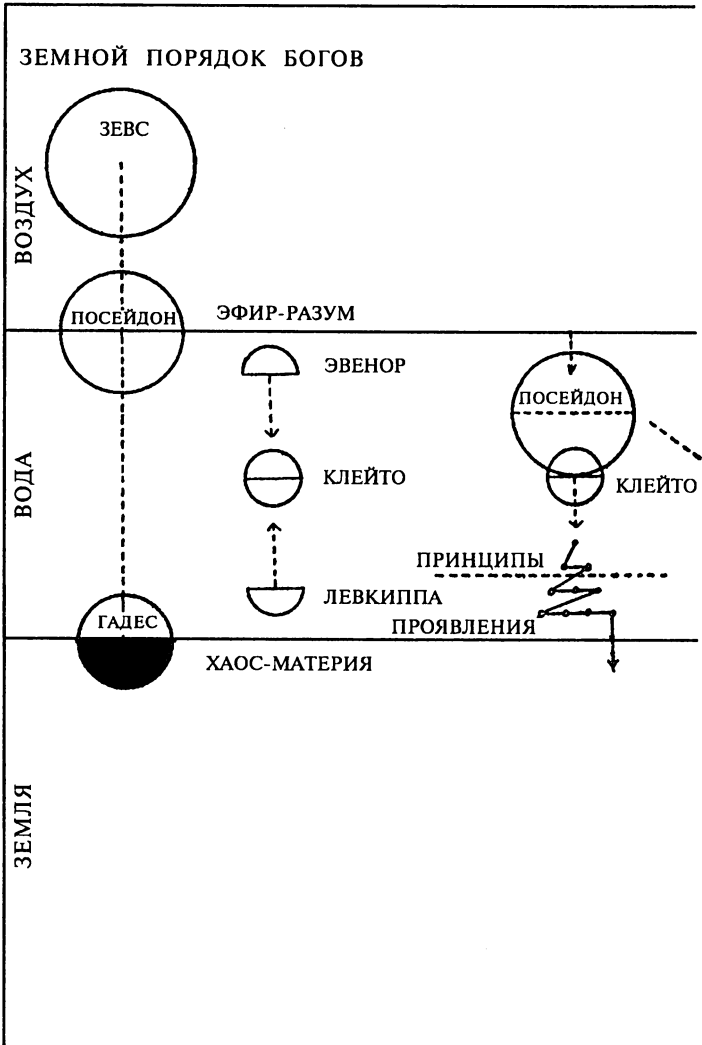 ЗЕМНОЙ ПОРЯДОК БОГОВ
ЗЕВС
ВОЗДУХ
ПОСЕЙДОН
ЭФИР-РАЗУМ
ЭВЕНОР
ПОСЕЙДОН
ВОДА
КЛЕЙТО
КЛЕЙТО
ПРИНЦИПЫ
ЛЕВКИППА
ГАДЕС
ПРОЯВЛЕНИЯ
ХАОС-МАТЕРИЯ
ЗЕМЛЯ